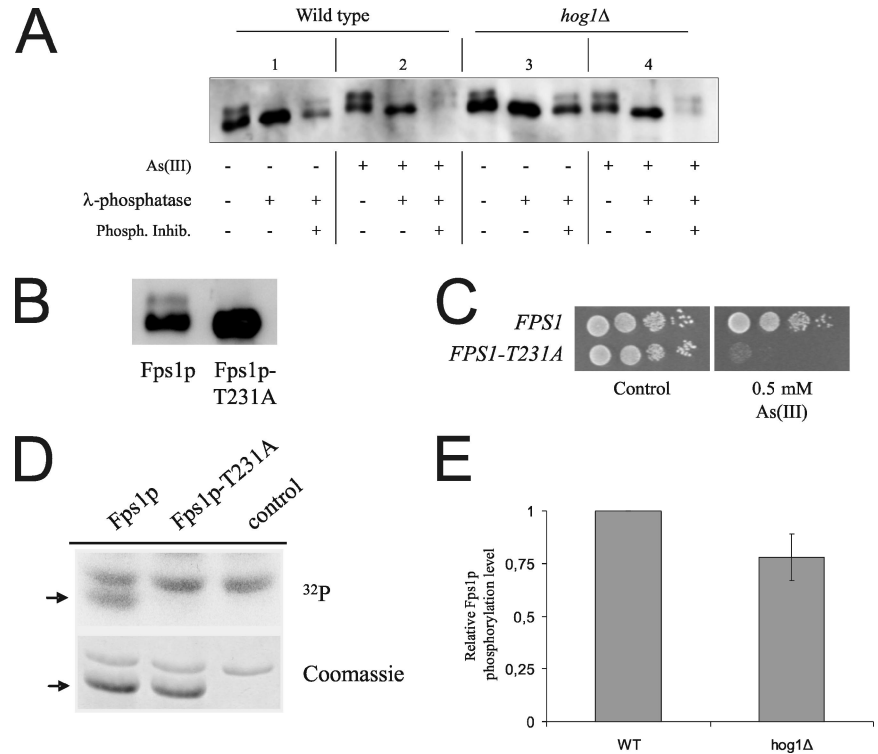 A
Wild type hog1Δ
1 2 3 4
As(III) - - - + + + - - - + + +
λ-phosphatase - + + - + + - + + - + +
Phosph. Inhib. - - + - - + - - + - - +
B
Fps1p Fps1p-
T231A
C
FPS1
FPS1-T231A
Control 0.5 mM
As(III)
D
Fps1p Fps1p-T231A control
³²P
Coomassie
E
Relative Fps1p
phosphorylation level
1
0,75
0,5
0,25
0
WT hog1Δ